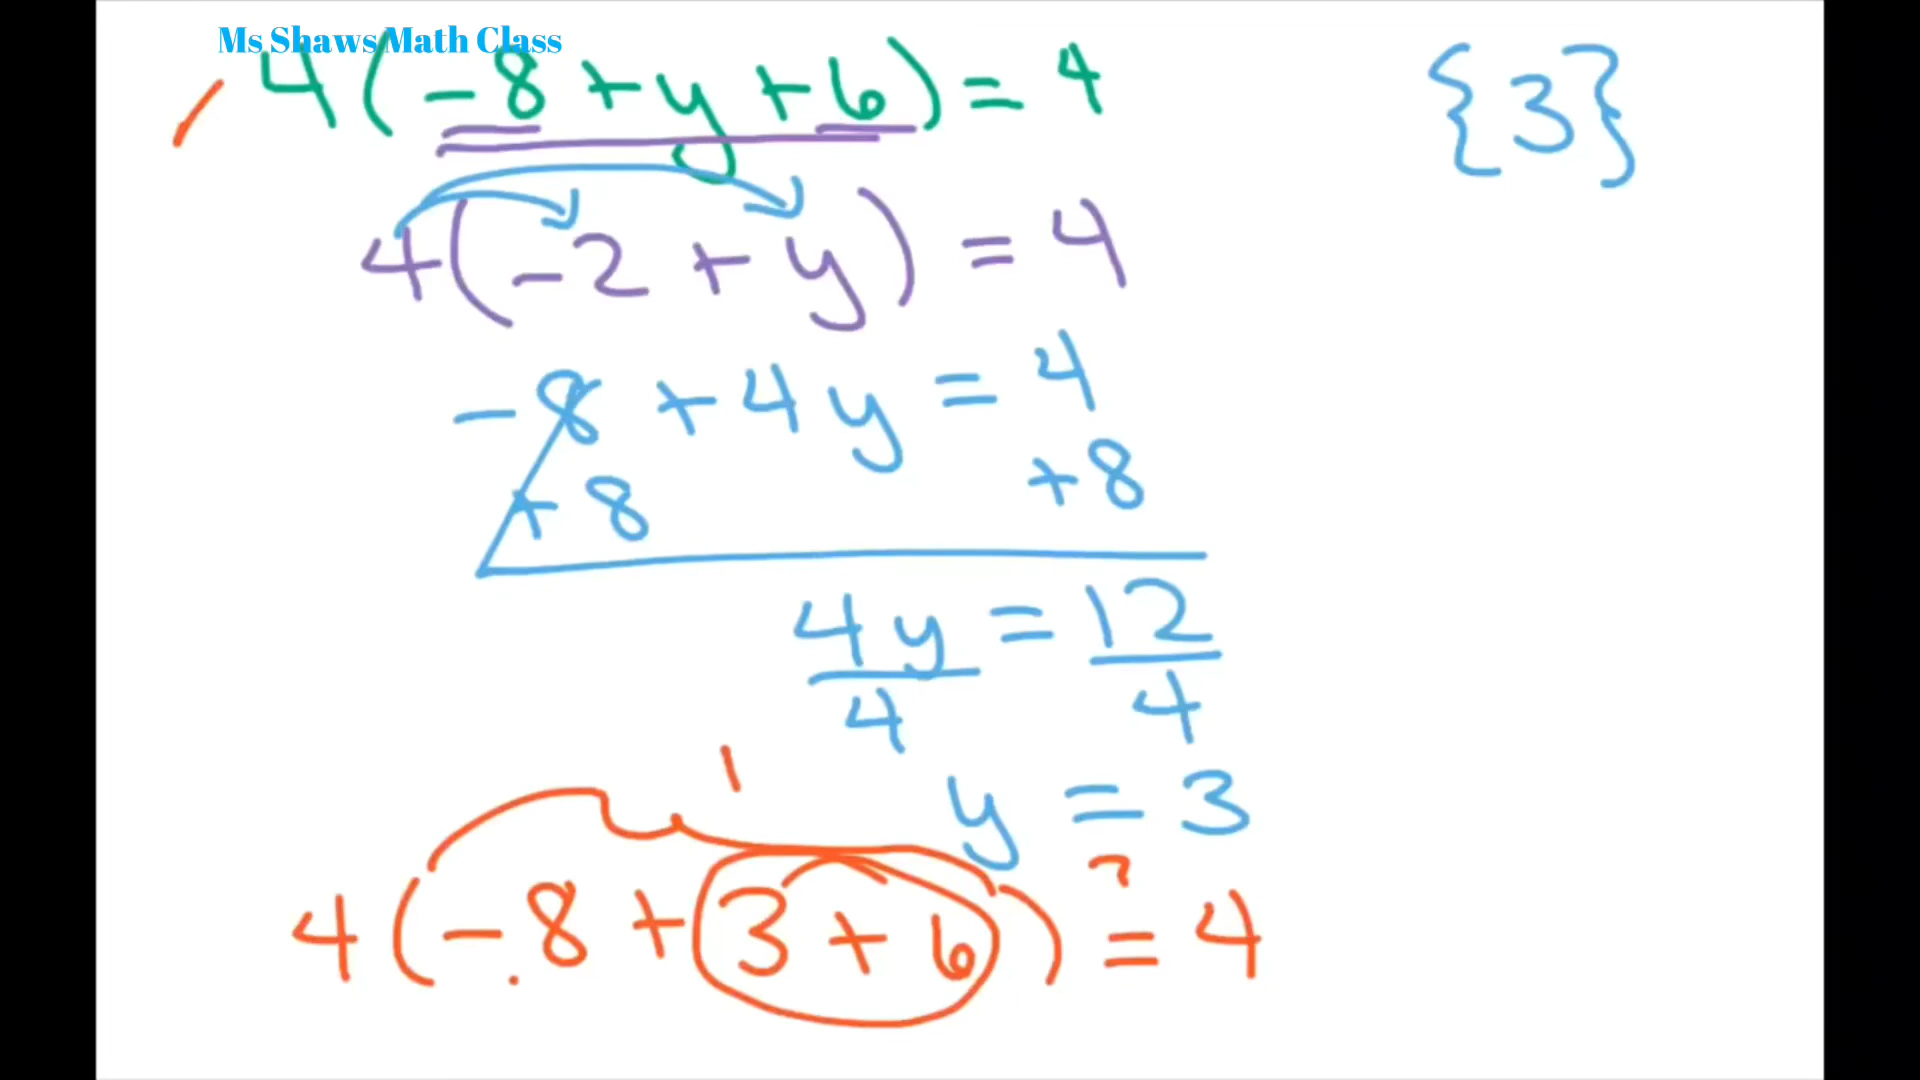 Ms Shaws Math Class
4(-8+y+6)=4 {3}
4(-2+y)=4
-8+4y=4
+8 +8
4y=12
4 4
y=3
1 ?
4(-8+3+6)=4